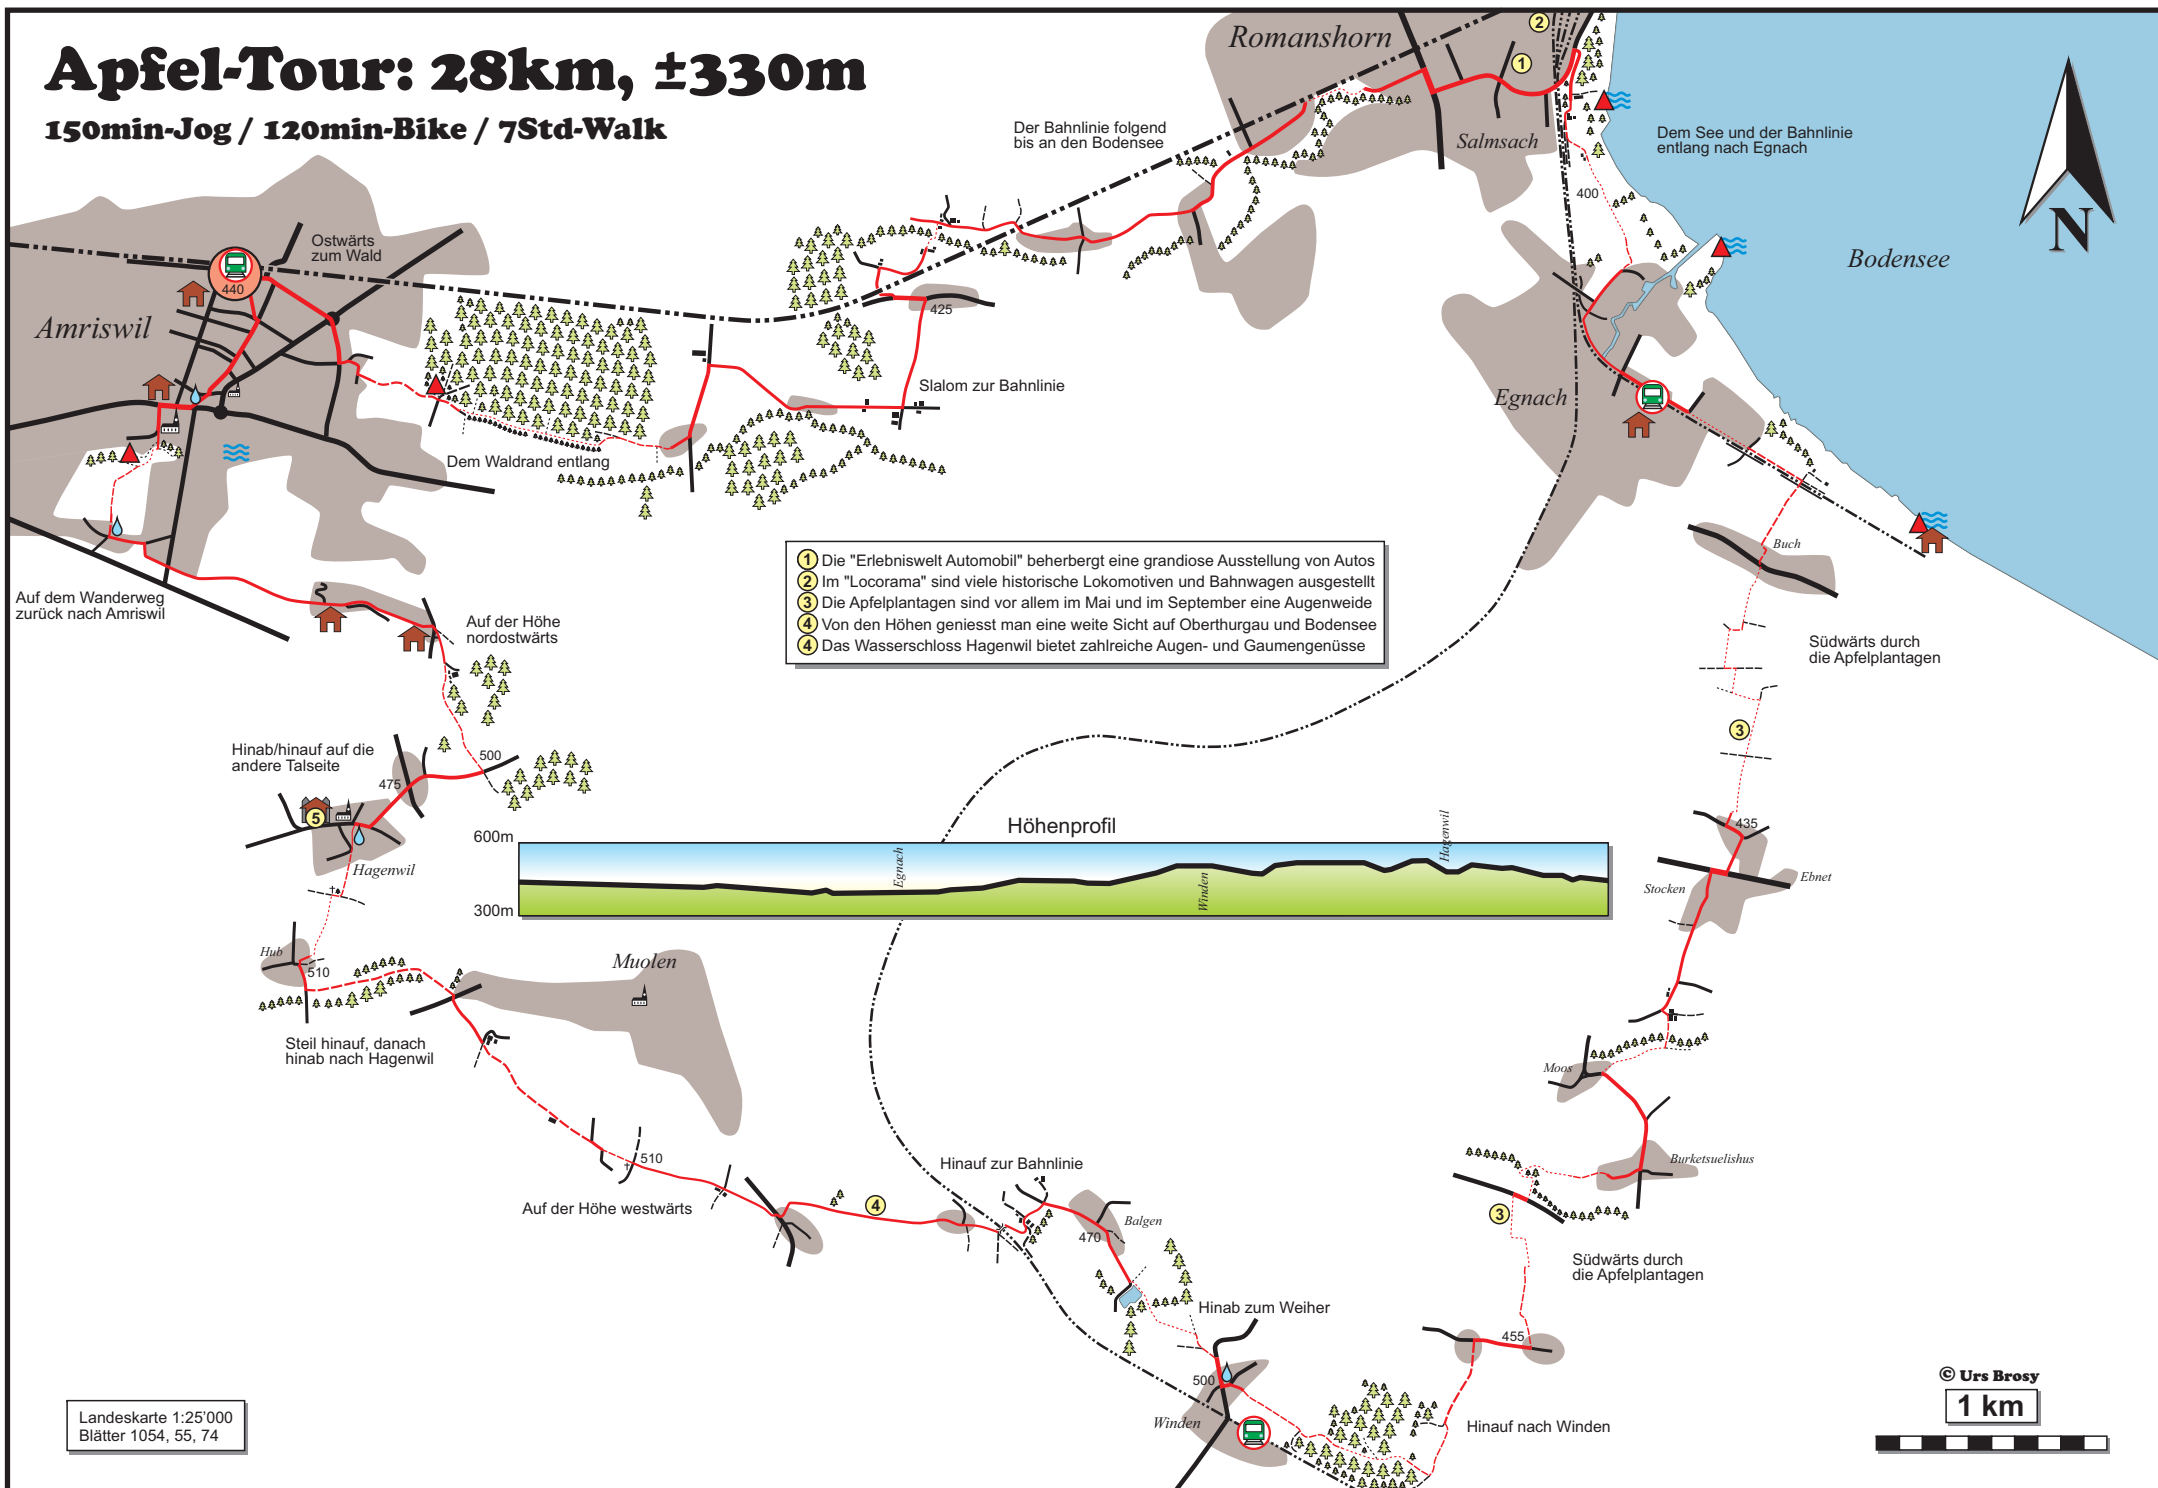 Apfel-Tour: 28km, ±330m
150min-Jog / 120min-Bike / 7Std-Walk
Romanshorn
2
1
Salmsach
Der Bahnlinie folgend
bis an den Bodensee
Dem See und der Bahnlinie
entlang nach Egnach
400
N
Bodensee
Ostwärts
zum Wald
440
Amriswil
425
Slalom zur Bahnlinie
Egnach
Dem Waldrand entlang
Buch
1 Die "Erlebniswelt Automobil" beherbergt eine grandiose Ausstellung von Autos
2 Im "Locorama" sind viele historische Lokomotiven und Bahnwagen ausgestellt
3 Die Apfelplantagen sind vor allem im Mai und im September eine Augenweide
4 Von den Höhen geniesst man eine weite Sicht auf Oberthurgau und Bodensee
4 Das Wasserschloss Hagenwil bietet zahlreiche Augen- und Gaumengenüsse
Auf dem Wanderweg
zurück nach Amriswil
Auf der Höhe
nordostwärts
Südwärts durch
die Apfelplantagen
3
Hinab/hinauf auf die
andere Talseite
500
475
5
Hagenwil
435
Ebnet
Stocken
Höhenprofil
600m
300m
Egnach
Winden
Hagenwil
Hub
510
Muolen
Steil hinauf, danach
hinab nach Hagenwil
Moos
Burketsuelishus
510
Auf der Höhe westwärts
4
Hinauf zur Bahnlinie
Balgen
470
3
Südwärts durch
die Apfelplantagen
Hinab zum Weiher
455
500
Winden
Hinauf nach Winden
Landeskarte 1:25'000
Blätter 1054, 55, 74
© Urs Brosy
1 km